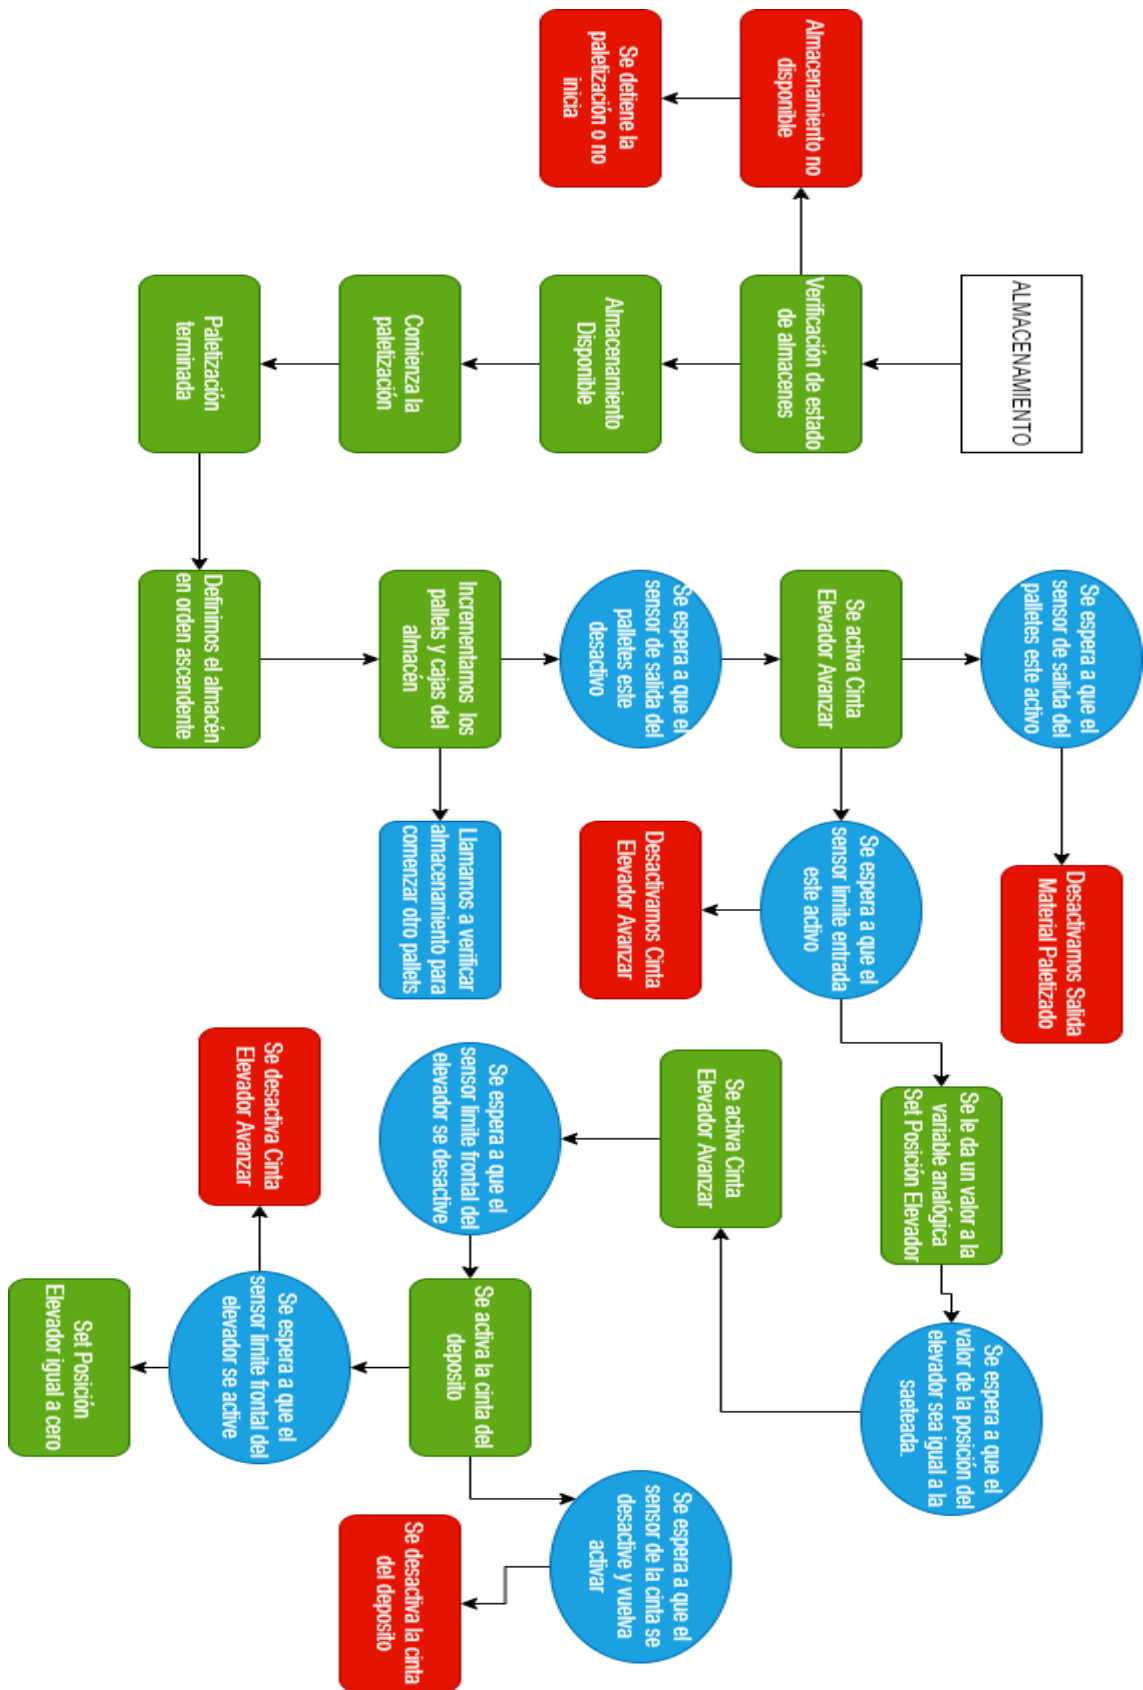 ALMACENAMIENTO
Verificación de estado
de almacenes
Almacenamiento no
disponible
Se detiene la
paletización o no
inicia
Almacenamiento
Disponible
Comienza la
paletización
Paletización
terminada
Definimos el almacén
en orden ascendente
Incrementamos los
pallets y cajas del
almacén
Llamamos a verificar
almacenamiento para
comenzar otro pallets
Se espera a que el
sensor de salida del
palletes este
desactivo
Se activa Cinta
Elevador Avanzar
Se espera a que el
sensor de salida del
palletes este activo
Desactivamos Salida
Material Paletizado
Se espera a que el
sensor limite entrada
este activo
Desactivamos Cinta
Elevador Avanzar
Se le da un valor a la
variable analógica
Set Posición Elevador
Se espera a que el
valor de la posición del
elevador sea igual a la
saeteada.
Se activa Cinta
Elevador Avanzar
Se espera a que el
sensor limite frontal del
elevador se desactive
Se activa la cinta del
deposito
Se espera a que el
sensor limite frontal del
elevador se active
Se desactiva Cinta
Elevador Avanzar
Set Posición
Elevador igual a cero
Se espera a que el
sensor de la cinta se
desactive y vuelva
activar
Se desactiva la cinta
del deposito